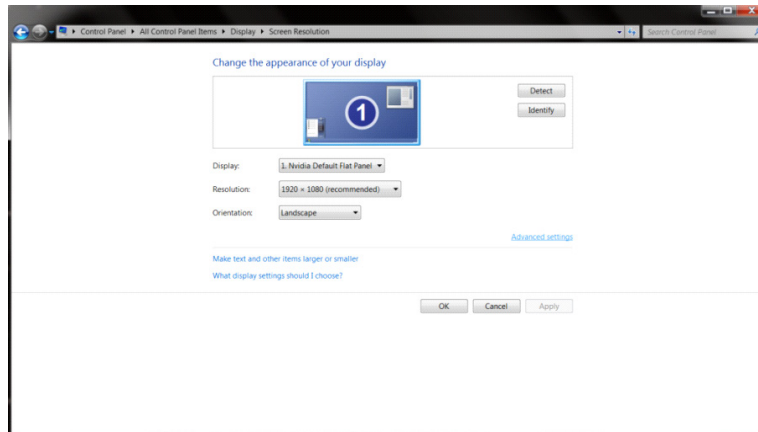 Control Panel ▸ All Control Panel Items ▸ Display ▸ Screen Resolution
Search Control Panel
Change the appearance of your display
1
Detect
Identify
Display: 1. Nvidia Default Flat Panel
Resolution: 1920 × 1080 (recommended)
Orientation: Landscape
Advanced settings
Make text and other items larger or smaller
What display settings should I choose?
OK Cancel Apply